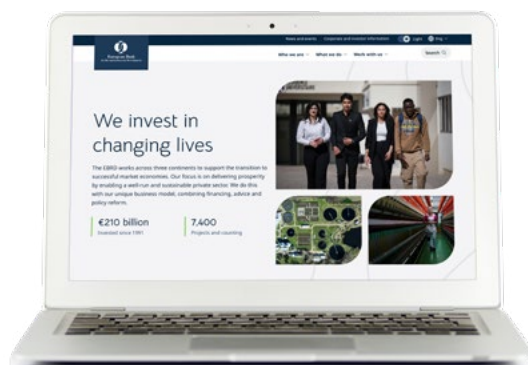 News and events Corporate and investor information Light Eng
European Bank
Who we are What we do Work with us Search
We invest in
changing lives
The EBRD works across three continents to support the transition to
successful market economies. Our focus is on delivering prosperity
by enabling a well-run and sustainable private sector. We do this
with our unique business model, combining financing, advice and
policy reform.
€210 billion 7,400
Invested since 1991 Projects and counting